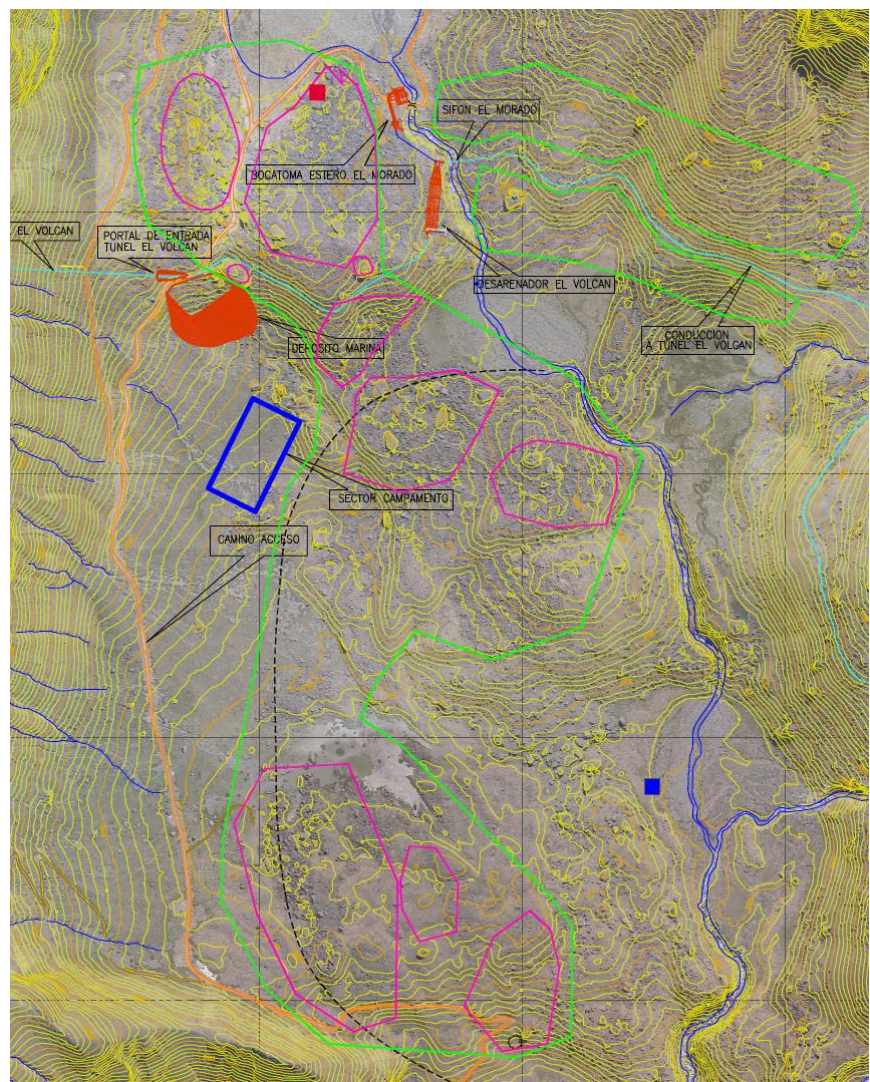 SIFON EL MORADO
BOCATOMA ESTERO EL MORADO
EL VOLCAN
PORTAL DE ENTRADA
TUNEL EL VOLCAN
DESARENADOR EL VOLCAN
CONDUCCION
A TUNEL EL VOLCAN
DEPOSITO MARINA
SECTOR CAMPAMENTO
CAMINO ACCESO